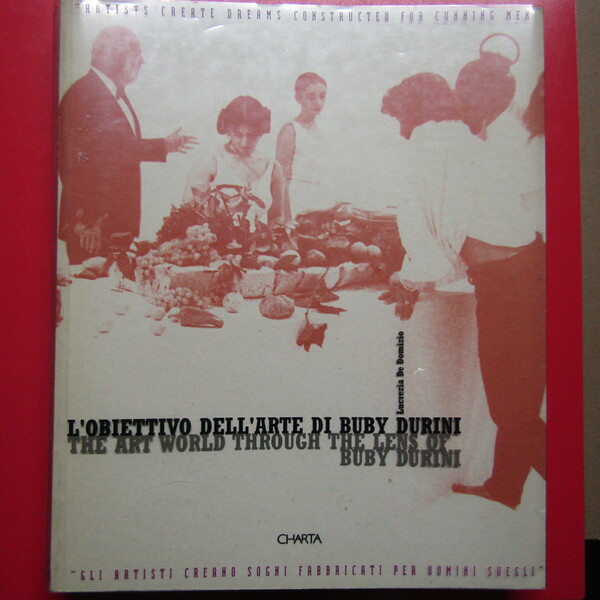 "ARTISTS CREATE DREAMS CONSTRUCTED FOR CUNNING MEN
Lucrezia De Domizio
L'OBIETTIVO DELL'ARTE DI BUBY DURINI
THE ART WORLD THROUGH THE LENS OF
BUBY DURINI
CHARTA
"GLI ARTISTI CREANO SOGNI FABBRICATI PER UOMINI SVEGLI"